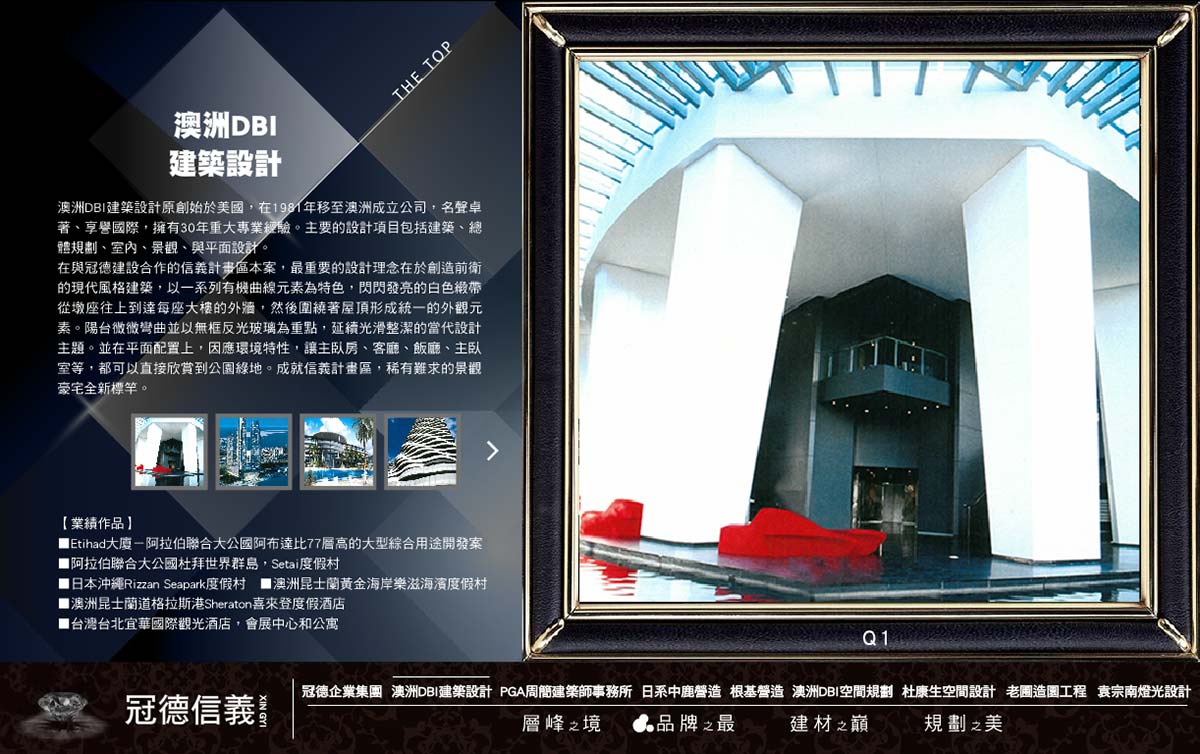 THE TOP
澳洲DBI
建築設計
澳洲DBI建築設計原創始於美國，在1981年移至澳洲成立公司，名聲卓
著、享譽國際，擁有30年重大專業經驗。主要的設計項目包括建築、總
體規劃、室內、景觀、與平面設計。
在與冠德建設合作的信義計畫區本案，最重要的設計理念在於創造前衛
的現代風格建築，以一系列有機曲線元素為特色，閃閃發亮的白色緞帶
從墩座往上到達每座大樓的外牆，然後圍繞著屋頂形成統一的外觀元
素。陽台微微彎曲並以無框反光玻璃為重點，延續光滑整潔的當代設計
主題。並在平面配置上，因應環境特性，讓主臥房、客廳、飯廳、主臥
室等，都可以直接欣賞到公園綠地。成就信義計畫區，稀有難求的景觀
豪宅全新標竿。
【業績作品】
■Etihad大廈－阿拉伯聯合大公國阿布達比77層高的大型綜合用途開發案
■阿拉伯聯合大公國杜拜世界群島，Setai度假村
■日本沖繩Rizzan Seapark度假村 ■澳洲昆士蘭黃金海岸樂滋海濱度假村
■澳洲昆士蘭道格拉斯港Sheraton喜來登度假酒店
■台灣台北宜華國際觀光酒店，會展中心和公寓
Q1
冠德信義 XIN QYI
冠德企業集團 澳洲DBI建築設計 PGA周簡建築師事務所 日系中鹿營造 根基營造 澳洲DBI空間規劃 杜康生空間設計 老圃造園工程 袁宗南燈光設計
層峰之境 品牌之最 建材之巔 規劃之美